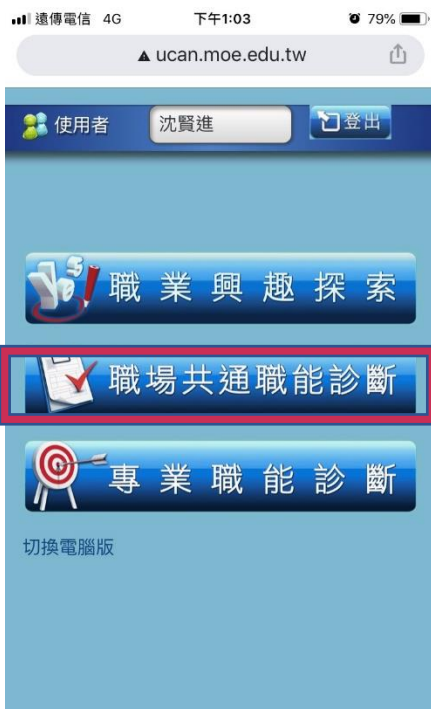 遠傳電信 4G 下午1:03 79%
ucan.moe.edu.tw
使用者 沈賢進 登出
職業興趣探索
職場共通職能診斷
專業職能診斷
切換電腦版